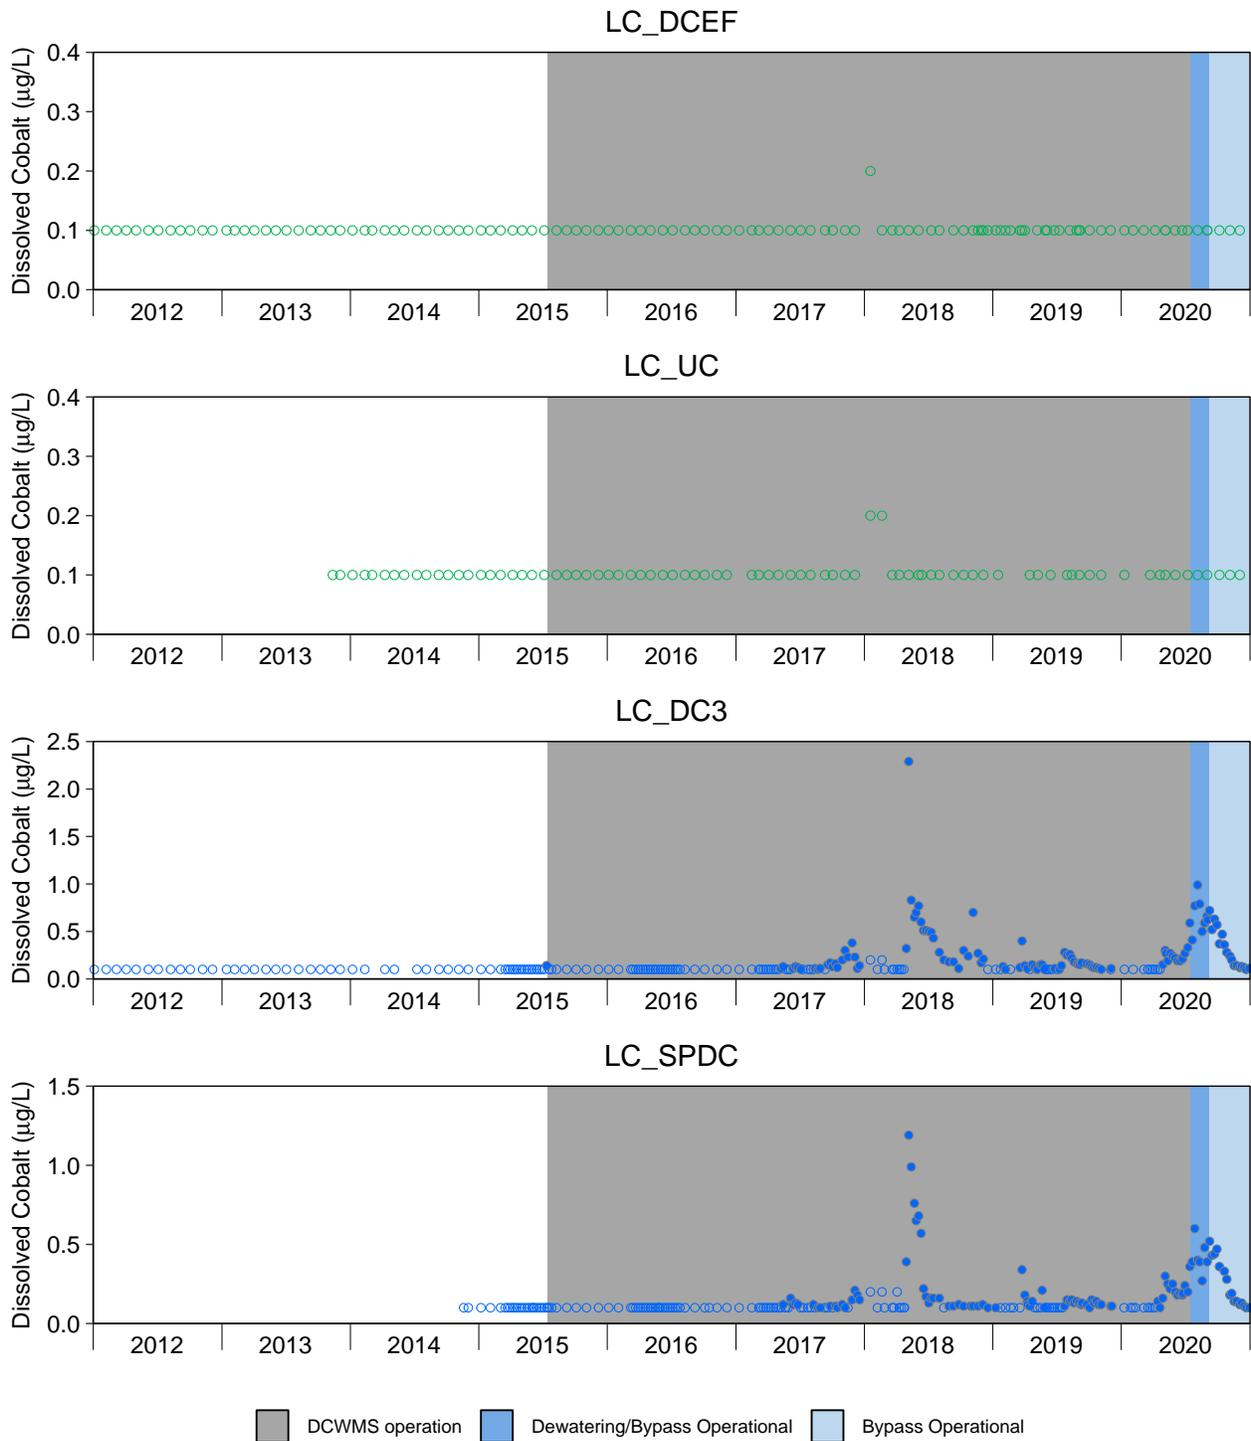 LC_DCEF
Dissolved Cobalt (µg/L)
0.4
0.3
0.2
0.1
0.0
2012 2013 2014 2015 2016 2017 2018 2019 2020
LC_UC
Dissolved Cobalt (µg/L)
0.4
0.3
0.2
0.1
0.0
2012 2013 2014 2015 2016 2017 2018 2019 2020
LC_DC3
Dissolved Cobalt (µg/L)
2.5
2.0
1.5
1.0
0.5
0.0
2012 2013 2014 2015 2016 2017 2018 2019 2020
LC_SPDC
Dissolved Cobalt (µg/L)
1.5
1.0
0.5
0.0
2012 2013 2014 2015 2016 2017 2018 2019 2020
DCWMS operation Dewatering/Bypass Operational Bypass Operational